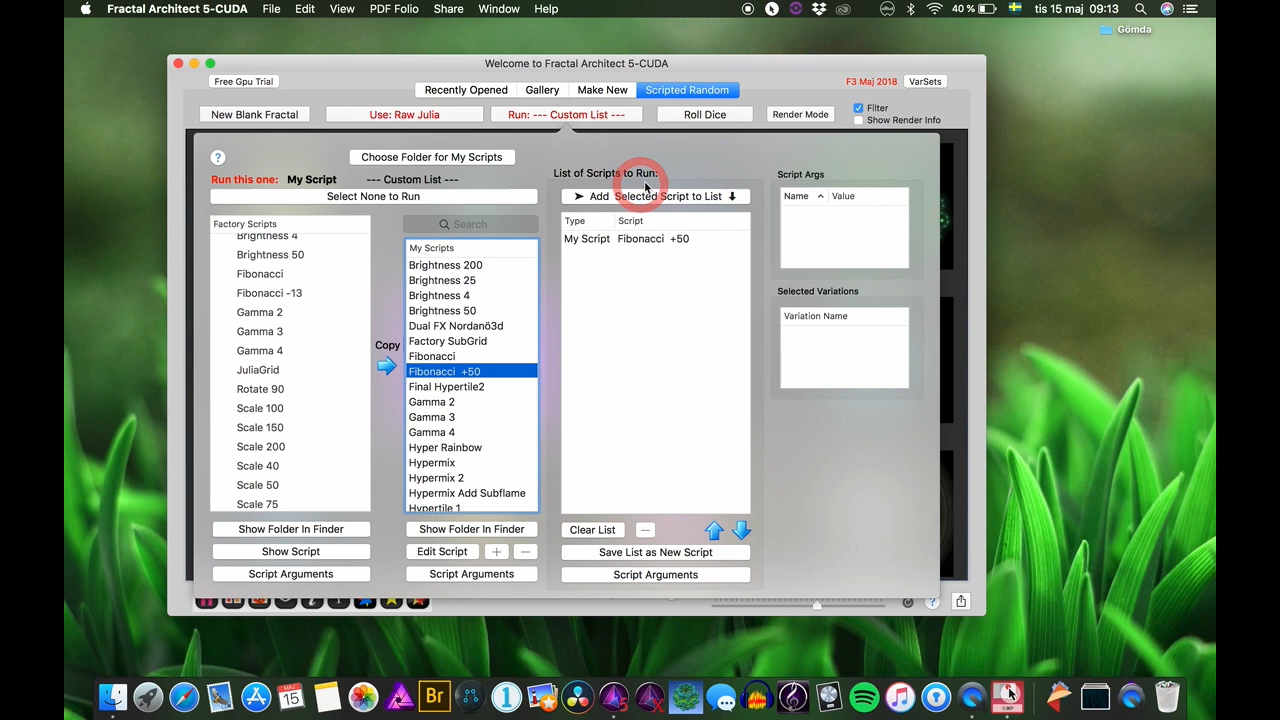 Fractal Architect 5-CUDA File Edit View PDF Folio Share Window Help 40 % tis 15 maj 09:13
Gömda
Welcome to Fractal Architect 5-CUDA
Free Gpu Trial
Recently Opened Gallery Make New Scripted Random
F3 Maj 2018 VarSets
New Blank Fractal Use: Raw Julia Run: --- Custom List --- Roll Dice Render Mode
Filter
Show Render Info
? Choose Folder for My Scripts
Run this one: My Script --- Custom List ---
Select None to Run
List of Scripts to Run:
Add Selected Script to List
Script Args
Name Value
Factory Scripts
Brightness 4
Brightness 50
Fibonacci
Fibonacci -13
Gamma 2
Gamma 3
Gamma 4
JuliaGrid
Rotate 90
Scale 100
Scale 150
Scale 200
Scale 40
Scale 50
Scale 75
Show Folder In Finder
Show Script
Script Arguments
Copy
Search
My Scripts
Brightness 200
Brightness 25
Brightness 4
Brightness 50
Dual FX Nordanö3d
Factory SubGrid
Fibonacci
Fibonacci +50
Final Hypertile2
Gamma 2
Gamma 3
Gamma 4
Hyper Rainbow
Hypermix
Hypermix 2
Hypermix Add Subflame
Hypertile 1
Show Folder In Finder
Edit Script + −
Script Arguments
Type Script
My Script Fibonacci +50
Clear List −
Save List as New Script
Script Arguments
Selected Variations
Variation Name
?
MAJ
15
Br
1